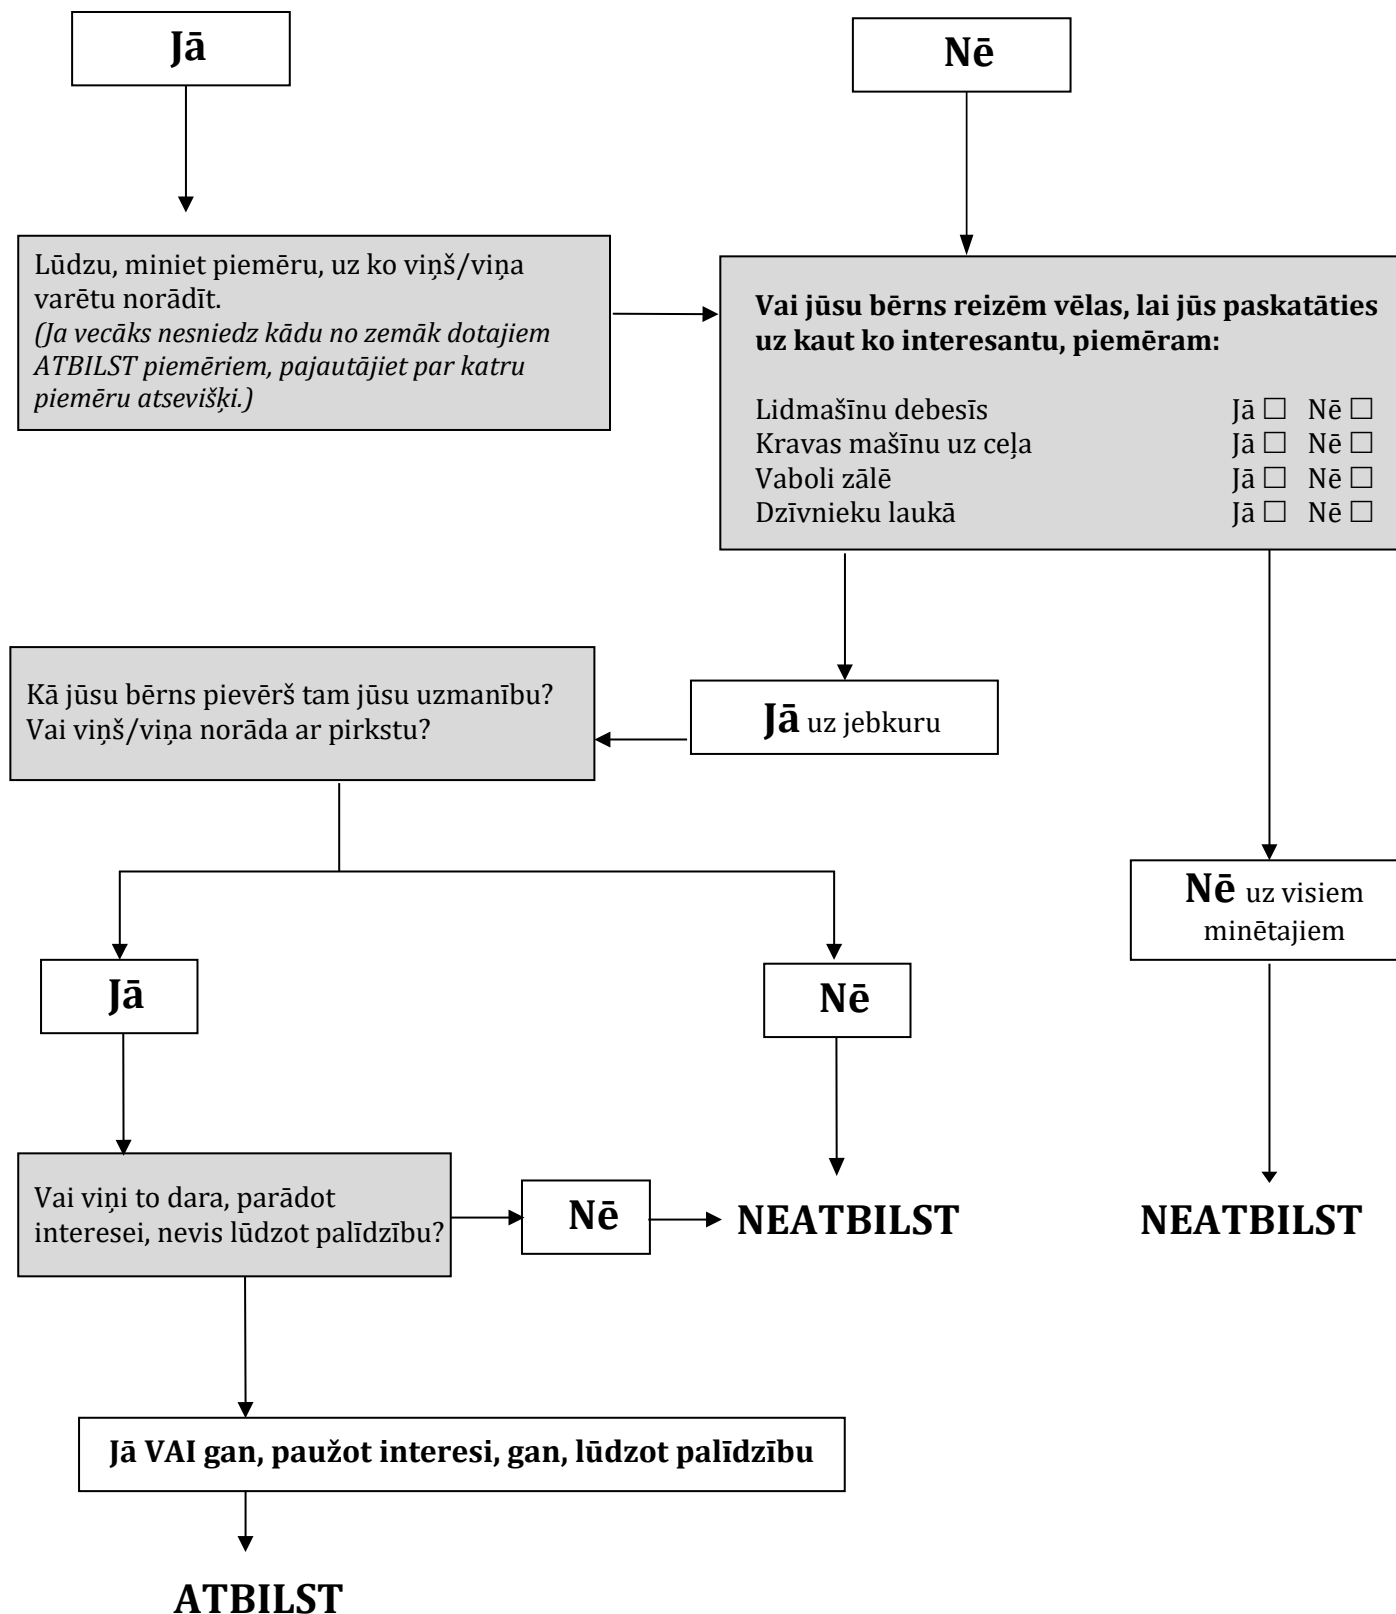 Jā
Nē
Lūdzu, miniet piemēru, uz ko viņš/viņa
varētu norādīt.
(Ja vecāks nesniedz kādu no zemāk dotajiem
ATBILST piemēriem, pajautājiet par katru
piemēru atsevišķi.)
Vai jūsu bērns reizēm vēlas, lai jūs paskatāties
uz kaut ko interesantu, piemēram:
Lidmašīnu debesīs Jā ☐ Nē ☐
Kravas mašīnu uz ceļa Jā ☐ Nē ☐
Vaboli zālē Jā ☐ Nē ☐
Dzīvnieku laukā Jā ☐ Nē ☐
Kā jūsu bērns pievērš tam jūsu uzmanību?
Vai viņš/viņa norāda ar pirkstu?
Jā uz jebkuru
Nē uz visiem
minētajiem
Jā
Nē
Vai viņi to dara, parādot
interesei, nevis lūdzot palīdzību?
Nē
NEATBILST
NEATBILST
Jā VAI gan, paužot interesi, gan, lūdzot palīdzību
ATBILST